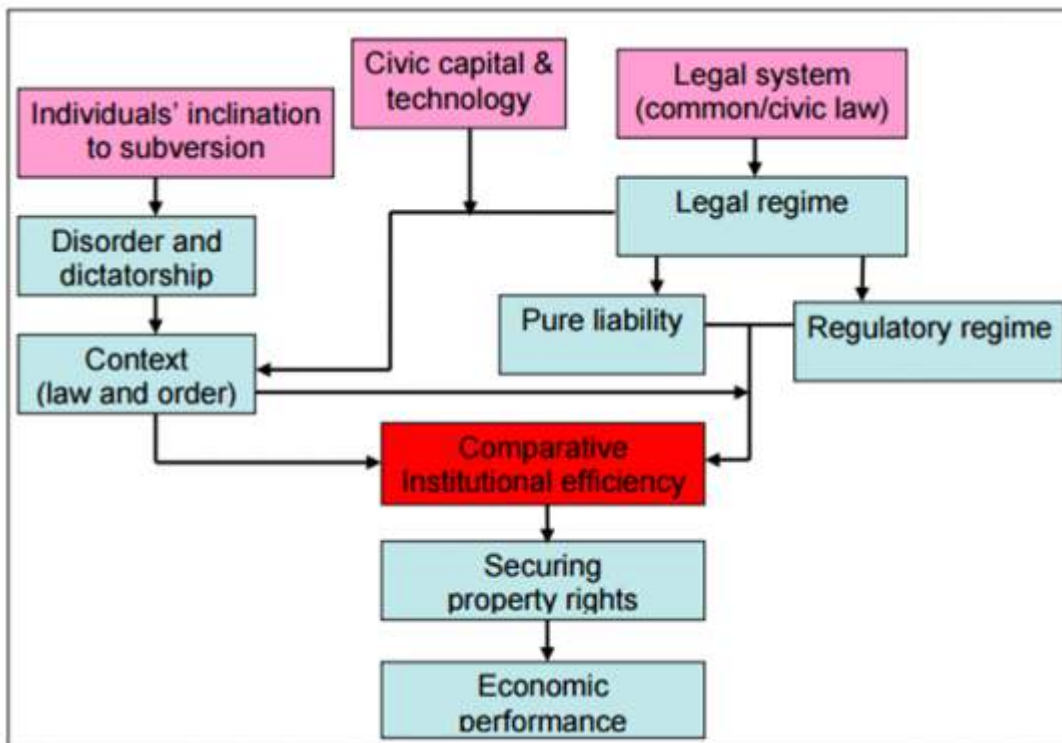 Civic capital &
technology
Legal system
(common/civic law)
Individuals' inclination
to subversion
Legal regime
Disorder and
dictatorship
Pure liability
Regulatory regime
Context
(law and order)
Comparative
Institutional efficiency
Securing
property rights
Economic
performance